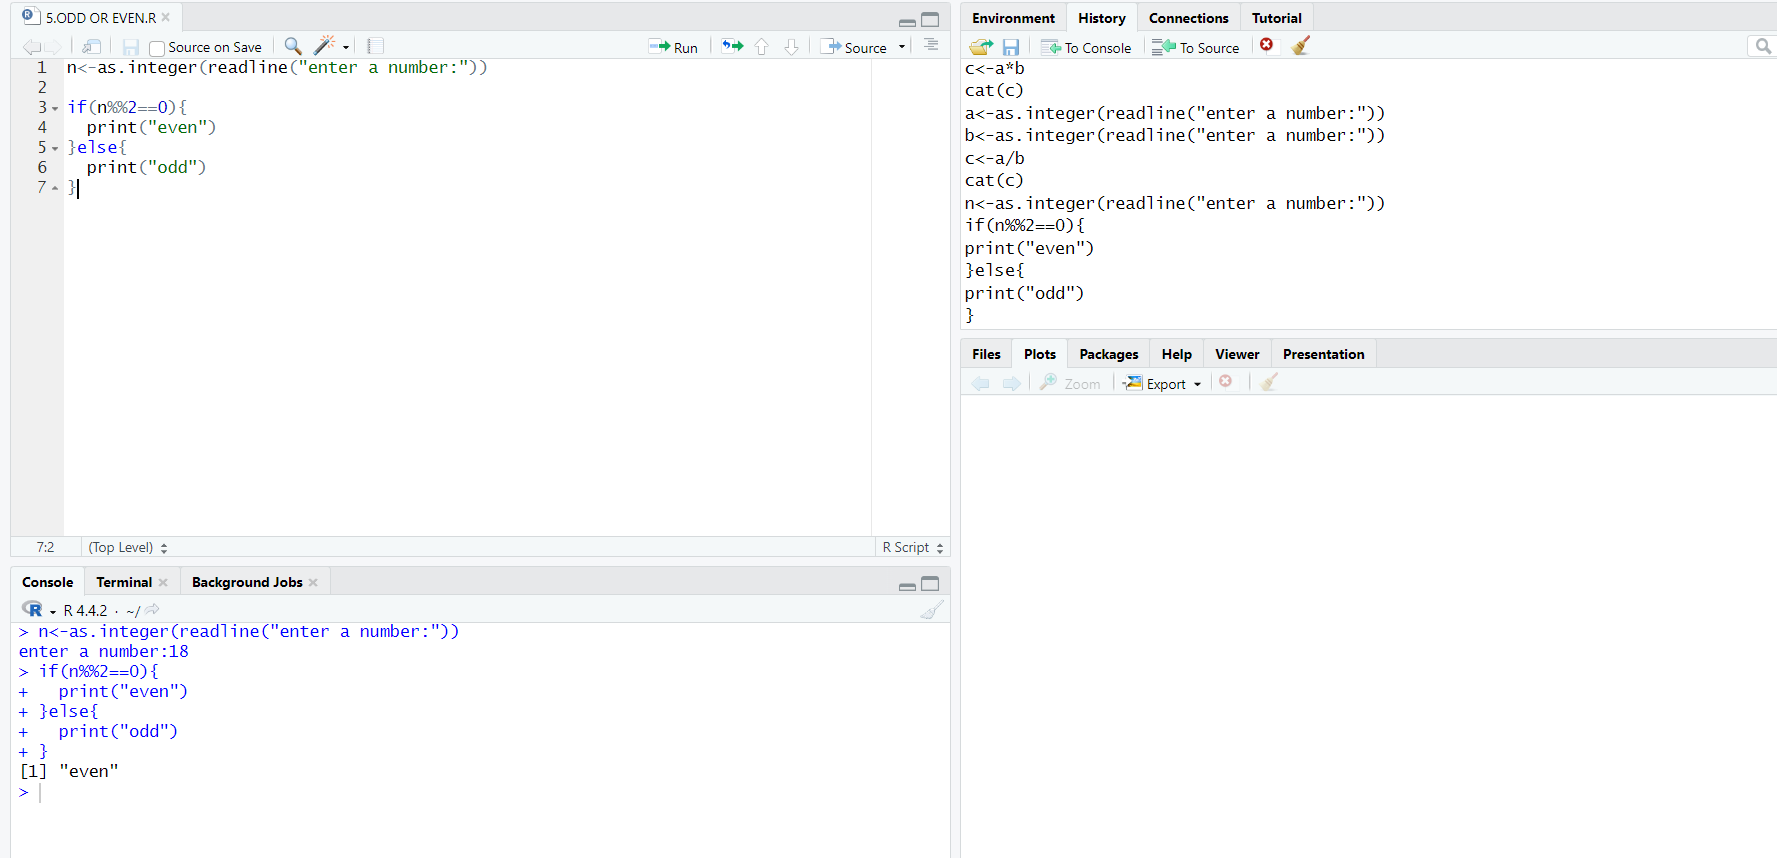 5.ODD OR EVEN.R
Source on Save
Run
Source
1 n<-as.integer(readline("enter a number:"))
2
3 if(n%%2==0){
4   print("even")
5 }else{
6   print("odd")
7 }
7:2 (Top Level) R Script
Console Terminal Background Jobs
R 4.4.2 · ~/
> n<-as.integer(readline("enter a number:"))
enter a number:18
> if(n%%2==0){
+   print("even")
+ }else{
+   print("odd")
+ }
[1] "even"
>
Environment History Connections Tutorial
To Console To Source
c<-a*b
cat(c)
a<-as.integer(readline("enter a number:"))
b<-as.integer(readline("enter a number:"))
c<-a/b
cat(c)
n<-as.integer(readline("enter a number:"))
if(n%%2==0){
print("even")
}else{
print("odd")
}
Files Plots Packages Help Viewer Presentation
Zoom Export